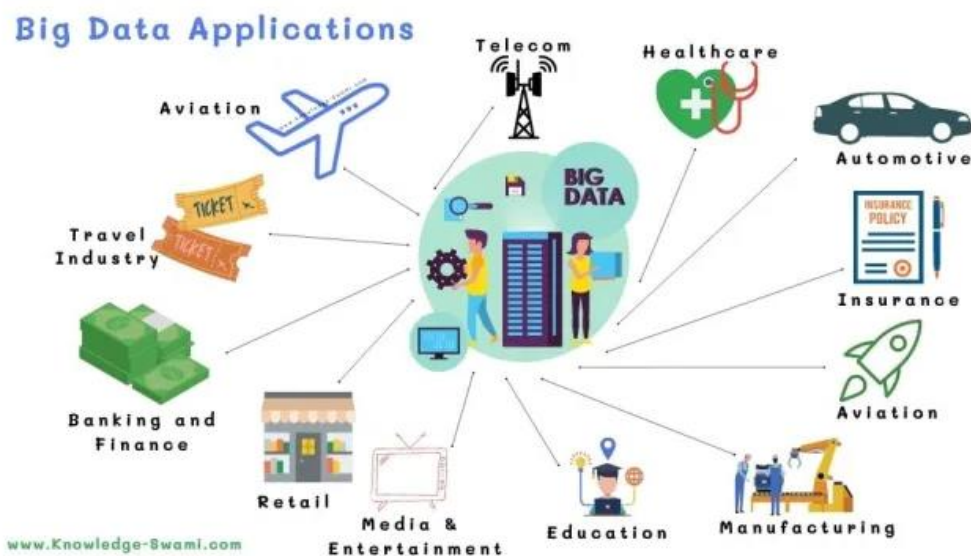 Big Data Applications
Telecom
Healthcare
Aviation
Automotive
BIG
DATA
TICKET
TICKET
INSURANCE
POLICY
Travel
Industry
Insurance
Banking and
Finance
Aviation
Retail
Media &
Entertainment
Education
Manufacturing
www.Knowledge-Swami.com